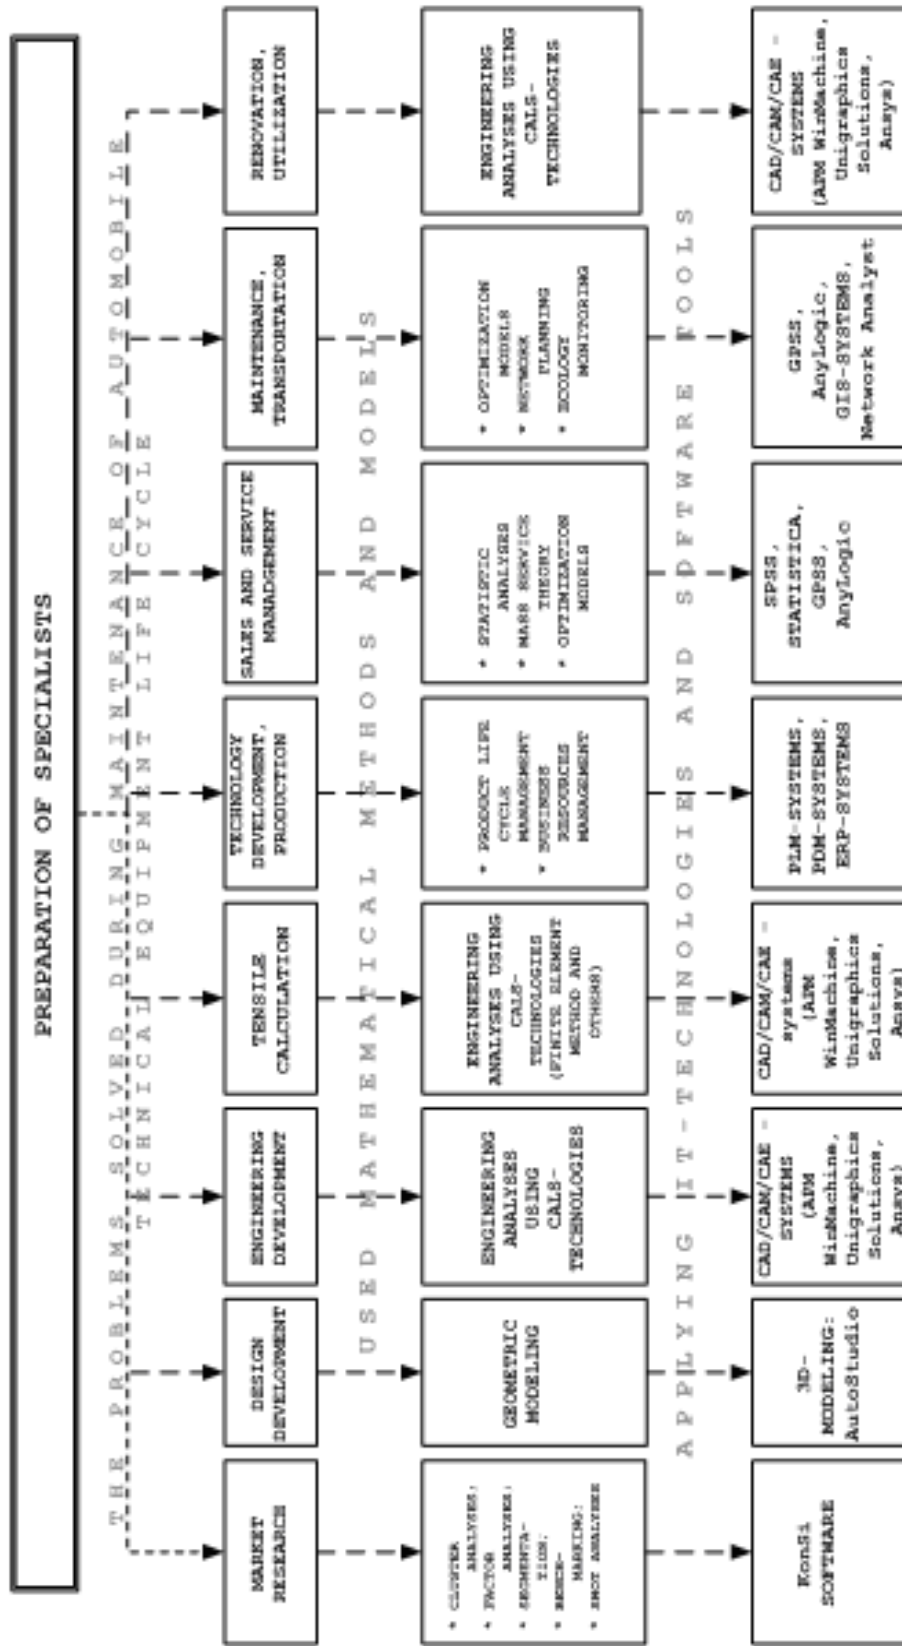 PREPARATION OF SPECIALISTS
THE PROBLEMS SOLVED DURING MAINTENANCE OF AUTOMOBILE
TECHNICAL EQUIPMENT LIFE CYCLE
MARKET
RESEARCH
DESIGN
DEVELOPMENT
ENGINEERING
DEVELOPMENT
TENSILE
CALCULATION
TECHNOLOGY
DEVELOPMENT,
PRODUCTION
SALES AND SERVICE
MANADGEMENT
MAINTENANCE,
TRANSPORTATION
RENOVATION,
UTILIZATION
USED MATHEMATICAL METHODS AND MODELS
* CLUSTER
ANALYSES;
* FACTOR
ANALYSES;
* SEGMENTA-
TION;
* BENCH-
MARKING;
* SWOT ANALYSES
GEOMETRIC
MODELING
ENGINEERING
ANALYSES
USING
CALS-
TECHNOLOGIES
ENGINEERING
ANALYSES USING
CALS-
TECHNOLOGIES
(FINITE ELEMENT
METHOD AND
OTHERS)
* PRODUCT LIFE
CYCLE
MANAGEMENT
* BUSINESS
RESOURCES
MANAGEMENT
* STATISTIC
ANALYSES
* MASS SERVICE
THEORY
* OPTIMIZATION
MODELS
* OPTIMIZATION
MODELS
* NETWORK
PLANNING
* ECOLOGY
MONITORING
ENGINEERING
ANALYSES USING
CALS-
TECHNOLOGIES
APPLYING IT-TECHNOLOGIES AND SOFTWARE TOOLS
KonSi
SOFTWARE
3D-
MODELING:
AutoStudio
CAD/CAM/CAE -
SYSTEMS
(APM
WinMachine,
Unigraphics
Solutions,
Ansys)
CAD/CAM/CAE -
systems
(APM
WinMachine,
Unigraphics
Solutions,
Ansys)
PLM-SYSTEMS,
PDM-SYSTEMS,
ERP-SYSTEMS
SPSS,
STATISTICA,
GPSS,
AnyLogic
GPSS,
AnyLogic,
GIS-SYSTEMS,
Network Analyst
CAD/CAM/CAE -
SYSTEMS
(APM WinMachine,
Unigraphics
Solutions,
Ansys)